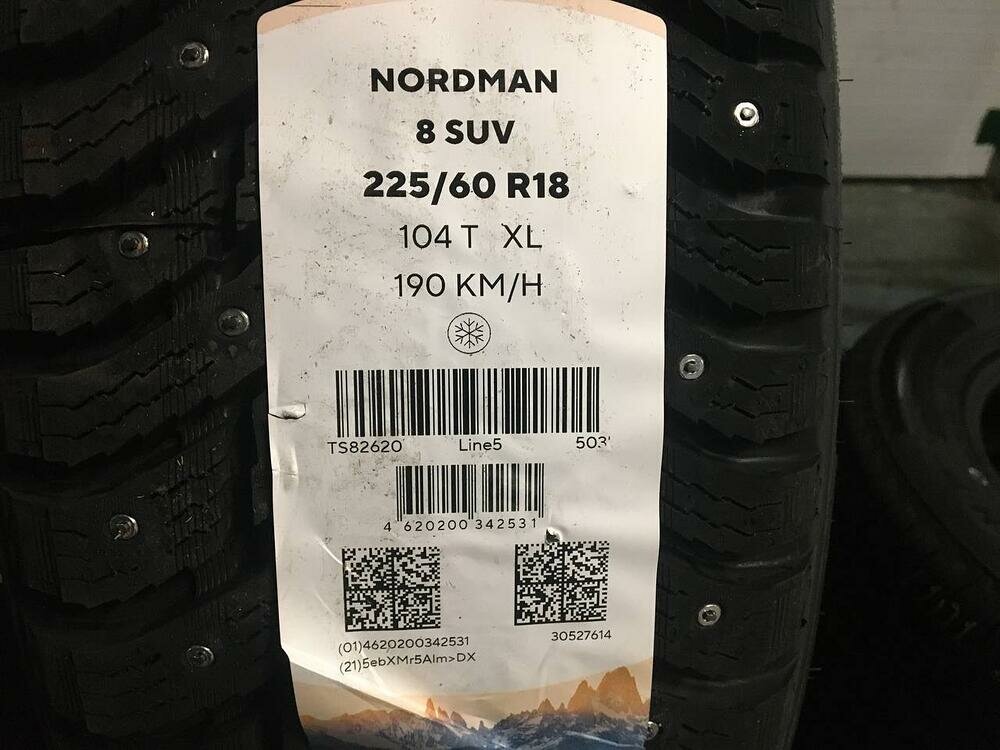 NORDMAN
8 SUV
225/60 R18
104 T XL
190 KM/H
TS82620 Line5 503'
4 620200 342531
(01)4620200342531
30527614
(21)5ebXMr5AIm>DX